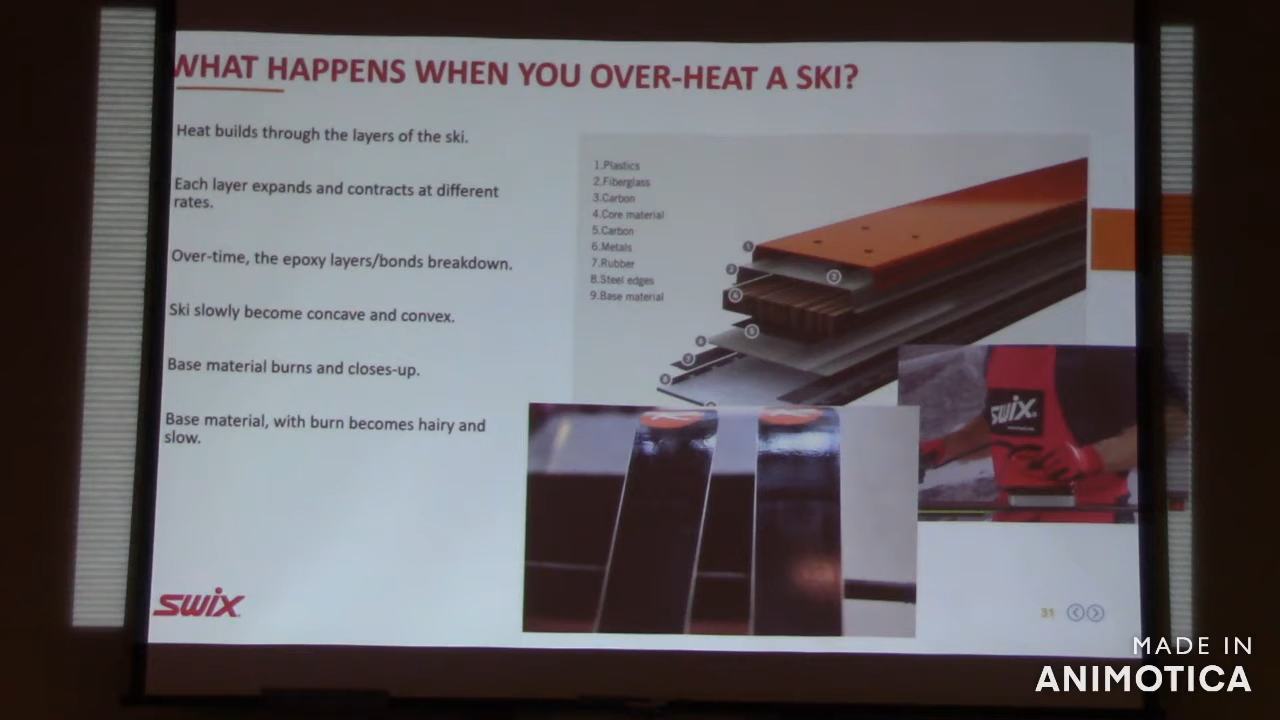 WHAT HAPPENS WHEN YOU OVER-HEAT A SKI?
Heat builds through the layers of the ski.
Each layer expands and contracts at different
rates.
Over-time, the epoxy layers/bonds breakdown.
Ski slowly become concave and convex.
Base material burns and closes-up.
Base material, with burn becomes hairy and
slow.
1.Plastics
2.Fiberglass
3.Carbon
4.Core material
5.Carbon
6.Metals
7.Rubber
8.Steel edges
9.Base material
SWIX
SWIX
31
MADE IN
ANIMOTICA